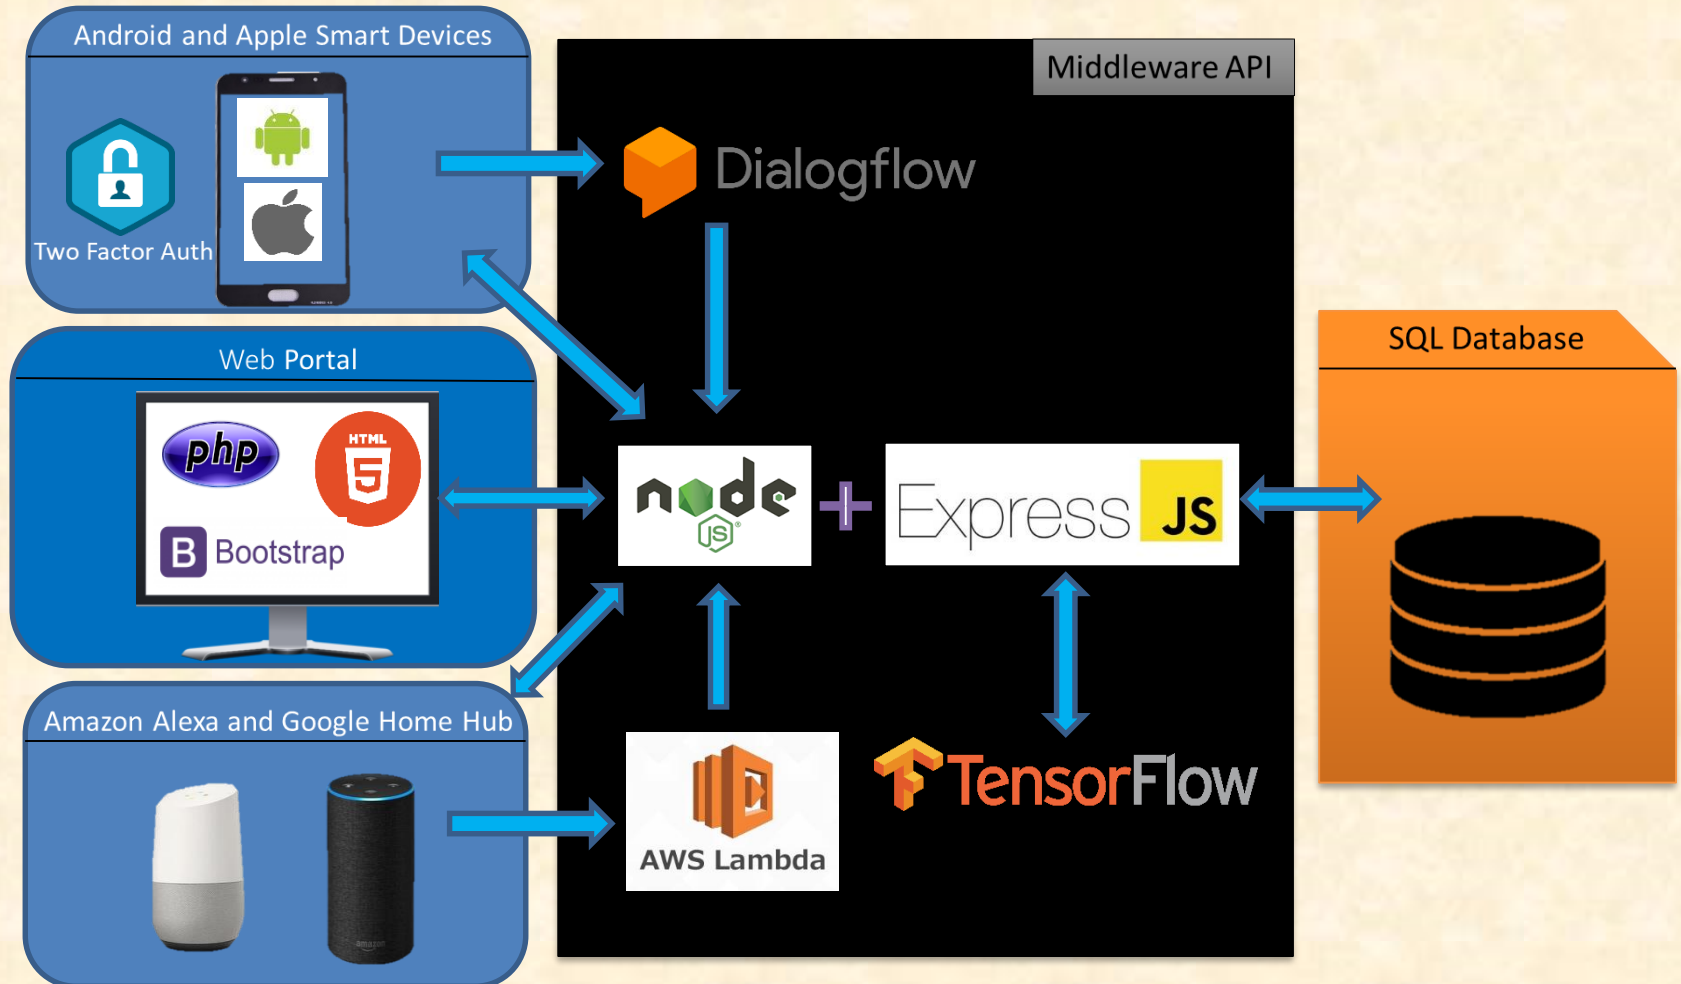 Android and Apple Smart Devices
Two Factor Auth
Middleware API
Dialogflow
Web Portal
php
HTML
5
B Bootstrap
node
JS
Express JS
SQL Database
Amazon Alexa and Google Home Hub
amazon
AWS Lambda
TensorFlow